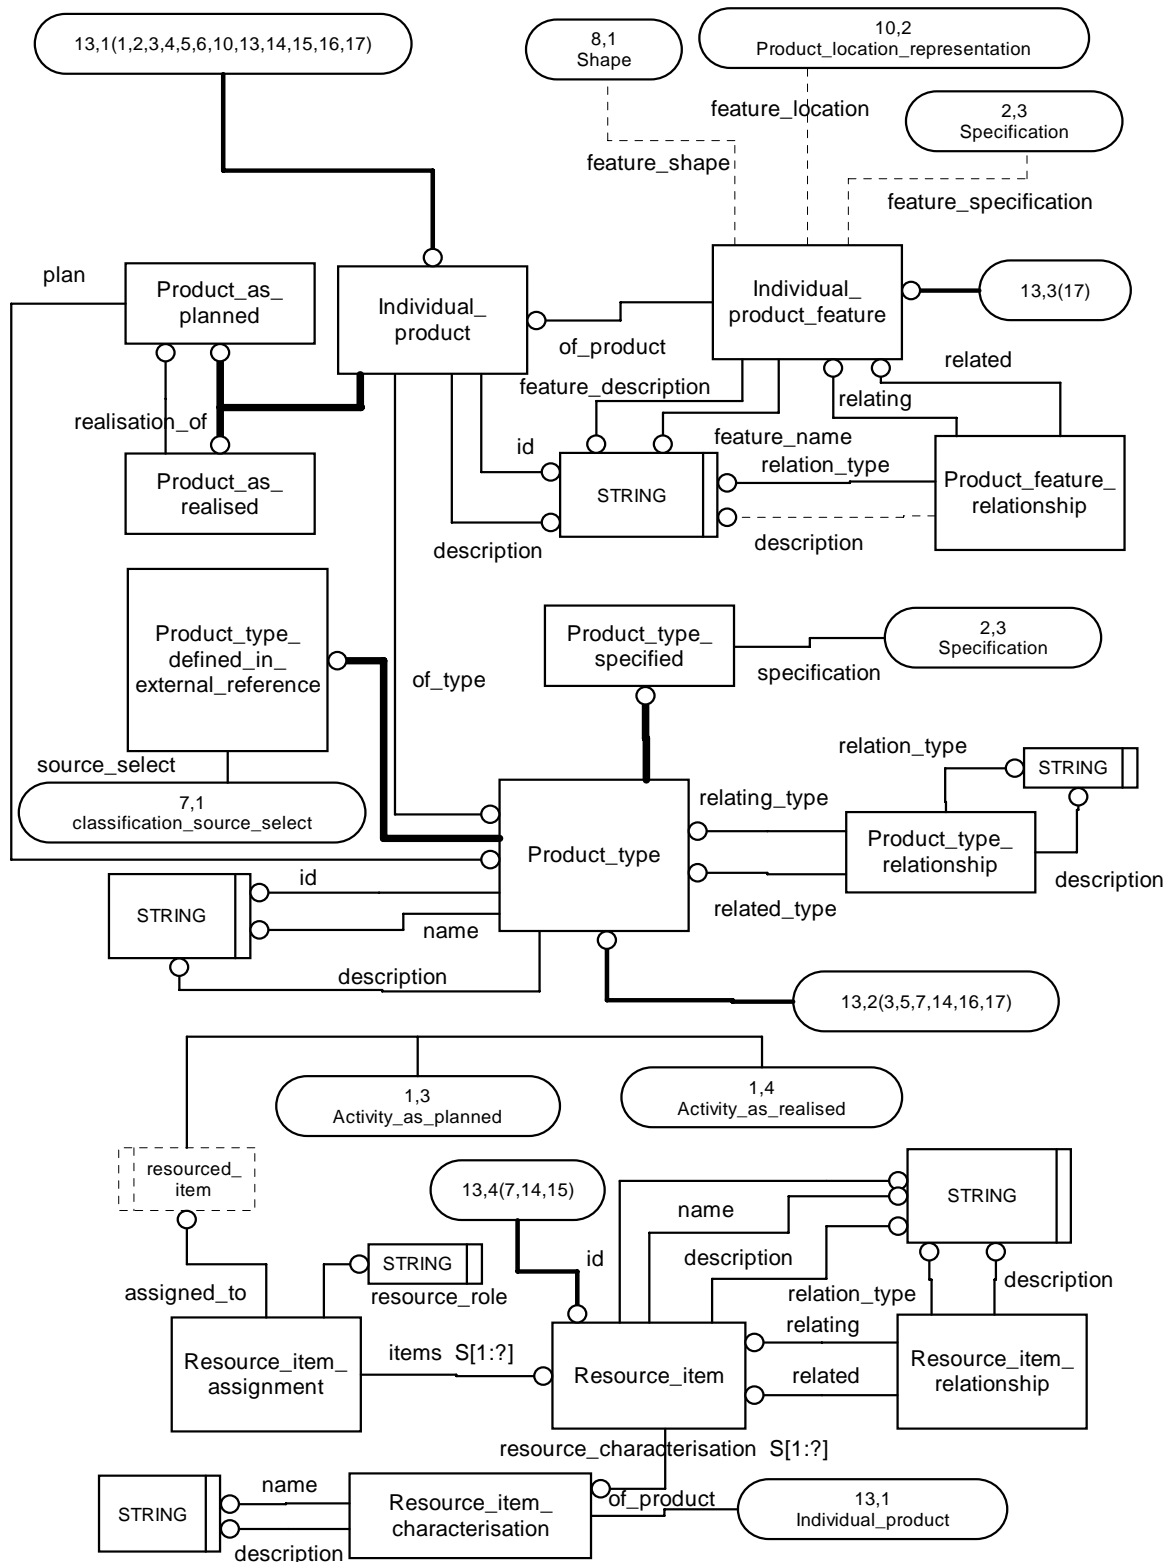 13,1(1,2,3,4,5,6,10,13,14,15,16,17)
8,1
Shape
10,2
Product_location_representation
feature_location
2,3
Specification
feature_shape
feature_specification
plan
Product_as_
planned
Individual_
product
Individual_
product_feature
13,3(17)
of_product
related
feature_description
relating
realisation_of
id
feature_name
Product_as_
realised
STRING
relation_type
Product_feature_
relationship
description
description
Product_type_
defined_in_
external_reference
Product_type_
specified
2,3
Specification
specification
of_type
source_select
7,1
classification_source_select
relation_type
STRING
relating_type
Product_type
Product_type_
relationship
description
related_type
id
STRING
name
description
13,2(3,5,7,14,16,17)
1,3
Activity_as_planned
1,4
Activity_as_realised
resourced_
item
13,4(7,14,15)
STRING
name
id
description
STRING
resource_role
assigned_to
description
relation_type
relating
Resource_item_
assignment
items S[1:?]
Resource_item
related
Resource_item_
relationship
resource_characterisation S[1:?]
name
STRING
Resource_item_
characterisation
of_product
13,1
Individual_product
description